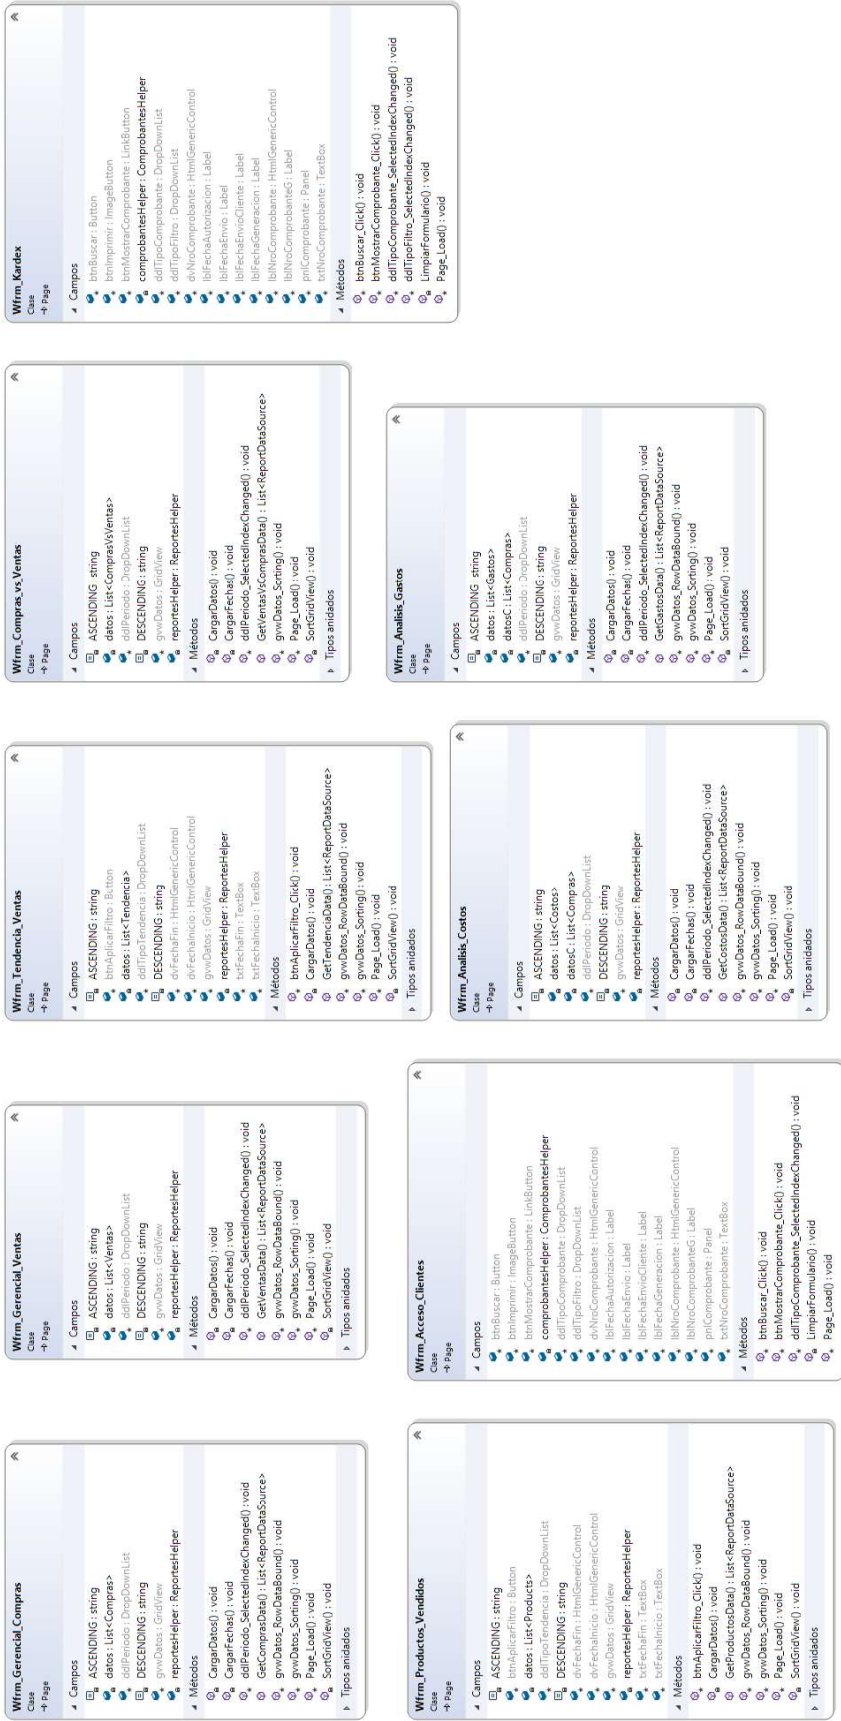 Wfrm_Gerencial_Compras
Clase
Page
Campos
ASCENDING : string
datos : List<Compras>
ddlPeriodo : DropDownList
DESCENDING : string
gvwDatos : GridView
reportesHelper : ReportesHelper
Métodos
CargarDatos() : void
CargarFechas() : void
ddlPeriodo_SelectedIndexChanged() : void
GetComprasData() : List<ReportDataSource>
gvwDatos_RowDataBound() : void
gvwDatos_Sorting() : void
Page_Load() : void
SortGridView() : void
Tipos anidados
Wfrm_Gerencial_Ventas
Clase
Page
Campos
ASCENDING : string
datos : List<Ventas>
ddlPeriodo : DropDownList
DESCENDING : string
gvwDatos : GridView
reportesHelper : ReportesHelper
Métodos
CargarDatos() : void
CargarFechas() : void
ddlPeriodo_SelectedIndexChanged() : void
GetVentasData() : List<ReportDataSource>
gvwDatos_RowDataBound() : void
gvwDatos_Sorting() : void
Page_Load() : void
SortGridView() : void
Tipos anidados
Wfrm_Tendencia_Ventas
Clase
Page
Campos
ASCENDING : string
btnAplicarFiltro : Button
datos : List<Tendencia>
ddlTipoTendencia : DropDownList
DESCENDING : string
dvFechaFin : HtmlGenericControl
dvFechaInicio : HtmlGenericControl
gvwDatos : GridView
reportesHelper : ReportesHelper
txtFechaFin : TextBox
txtFechaInicio : TextBox
Métodos
btnAplicarFiltro_Click() : void
CargarDatos() : void
GetTendenciaData() : List<ReportDataSource>
gvwDatos_RowDataBound() : void
gvwDatos_Sorting() : void
Page_Load() : void
SortGridView() : void
Tipos anidados
Wfrm_Compras_vs_Ventas
Clase
Page
Campos
ASCENDING : string
datos : List<ComprasVsVentas>
ddlPeriodo : DropDownList
DESCENDING : string
gvwDatos : GridView
reportesHelper : ReportesHelper
Métodos
CargarDatos() : void
CargarFechas() : void
ddlPeriodo_SelectedIndexChanged() : void
GetVentasVSComprasData() : List<ReportDataSource>
gvwDatos_Sorting() : void
Page_Load() : void
SortGridView() : void
Tipos anidados
Wfrm_Kardex
Clase
Page
Campos
btnBuscar : Button
btnImprimir : ImageButton
btnMostrarComprobante : LinkButton
comprobantesHelper : ComprobantesHelper
ddlTipoComprobante : DropDownList
ddlTipoFiltro : DropDownList
dvNroComprobante : HtmlGenericControl
lblFechaAutorizacion : Label
lblFechaEnvio : Label
lblFechaEnvioCliente : Label
lblFechaGeneracion : Label
lblNroComprobante : HtmlGenericControl
lblNroComprobanteG : Label
pnlComprobante : Panel
txtNroComprobante : TextBox
Métodos
btnBuscar_Click() : void
btnMostrarComprobante_Click() : void
ddlTipoComprobante_SelectedIndexChanged() : void
ddlTipoFiltro_SelectedIndexChanged() : void
LimpiarFormulario() : void
Page_Load() : void
Wfrm_Productos_Vendidos
Clase
Page
Campos
ASCENDING : string
btnAplicarFiltro : Button
datos : List<Products>
ddlTipoTendencia : DropDownList
DESCENDING : string
dvFechaFin : HtmlGenericControl
dvFechaInicio : HtmlGenericControl
gvwDatos : GridView
reportesHelper : ReportesHelper
txtFechaFin : TextBox
txtFechaInicio : TextBox
Métodos
btnAplicarFiltro_Click() : void
CargarDatos() : void
GetProductosData() : List<ReportDataSource>
gvwDatos_RowDataBound() : void
gvwDatos_Sorting() : void
Page_Load() : void
SortGridView() : void
Tipos anidados
Wfrm_Acceso_Clientes
Clase
Page
Campos
btnBuscar : Button
btnImprimir : ImageButton
btnMostrarComprobante : LinkButton
comprobantesHelper : ComprobantesHelper
ddlTipoComprobante : DropDownList
ddlTipoFiltro : DropDownList
dvNroComprobante : HtmlGenericControl
lblFechaAutorizacion : Label
lblFechaEnvio : Label
lblFechaEnvioCliente : Label
lblFechaGeneracion : Label
lblNroComprobante : HtmlGenericControl
lblNroComprobanteG : Label
pnlComprobante : Panel
txtNroComprobante : TextBox
Métodos
btnBuscar_Click() : void
btnMostrarComprobante_Click() : void
ddlTipoComprobante_SelectedIndexChanged() : void
LimpiarFormulario() : void
Page_Load() : void
Wfrm_Analisis_Costos
Clase
Page
Campos
ASCENDING : string
datos : List<Costos>
datosC : List<Compras>
ddlPeriodo : DropDownList
DESCENDING : string
gvwDatos : GridView
reportesHelper : ReportesHelper
Métodos
CargarDatos() : void
CargarFechas() : void
ddlPeriodo_SelectedIndexChanged() : void
GetCostosData() : List<ReportDataSource>
gvwDatos_RowDataBound() : void
gvwDatos_Sorting() : void
Page_Load() : void
SortGridView() : void
Tipos anidados
Wfrm_Analisis_Gastos
Clase
Page
Campos
ASCENDING : string
datos : List<Gastos>
datosC : List<Compras>
ddlPeriodo : DropDownList
DESCENDING : string
gvwDatos : GridView
reportesHelper : ReportesHelper
Métodos
CargarDatos() : void
CargarFechas() : void
ddlPeriodo_SelectedIndexChanged() : void
GetGastosData() : List<ReportDataSource>
gvwDatos_RowDataBound() : void
gvwDatos_Sorting() : void
Page_Load() : void
SortGridView() : void
Tipos anidados